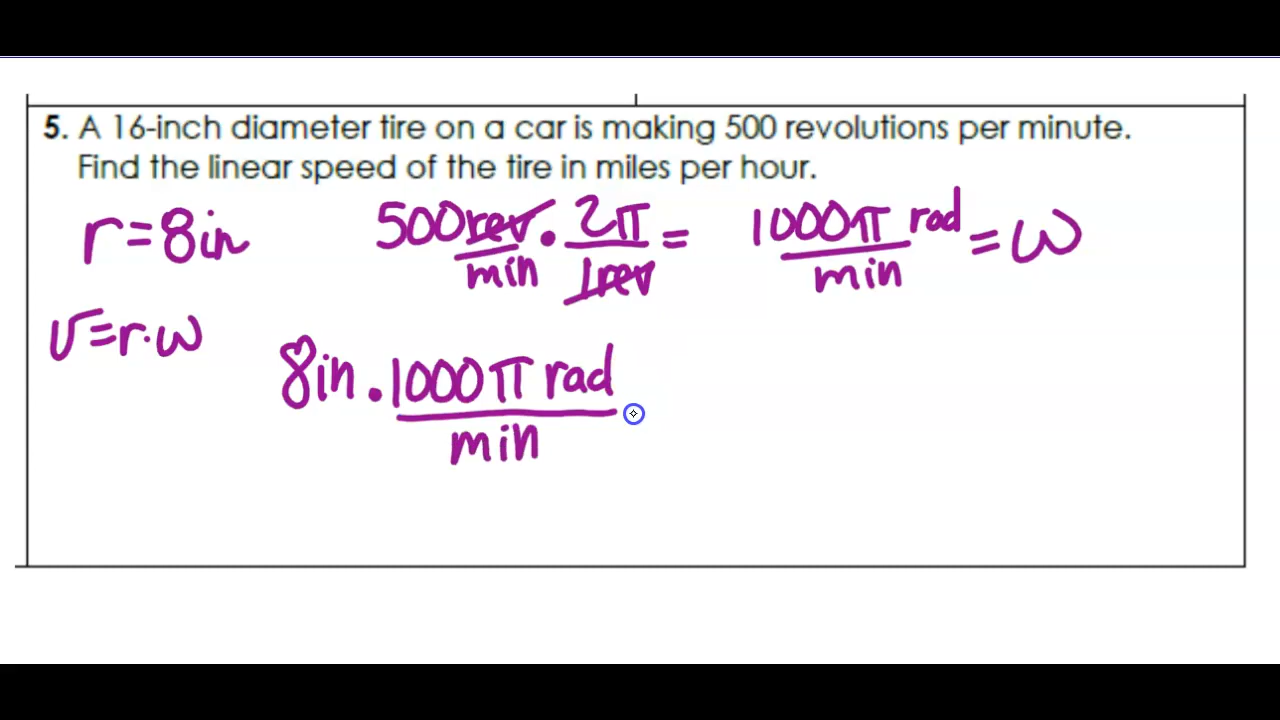 5. A 16-inch diameter tire on a car is making 500 revolutions per minute.
Find the linear speed of the tire in miles per hour.
r=8in 500rev/min · 2π/1rev = 1000π rad/min = ω
v=r·ω
8in · 1000π rad/min